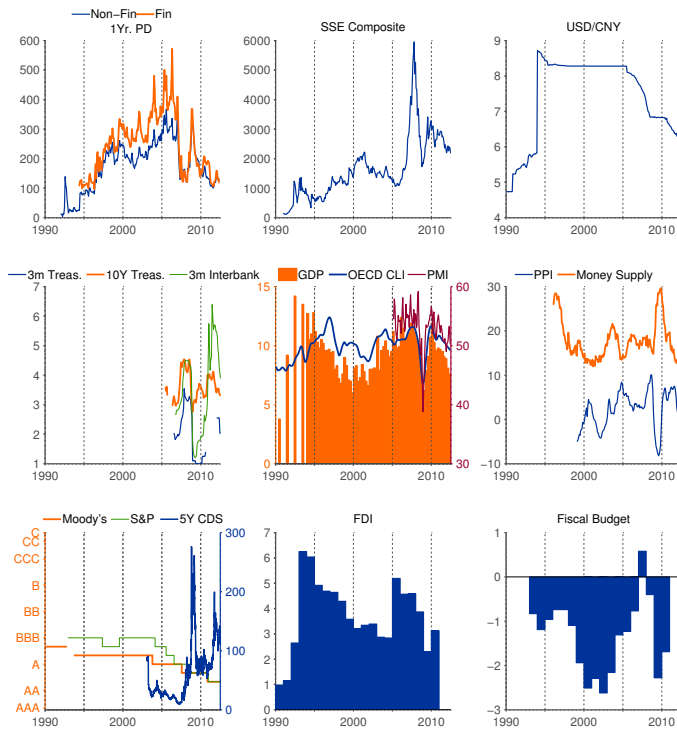 Non-Fin Fin
1Yr. PD
600
500
400
300
200
100
0
1990 2000 2010
SSE Composite
6000
5000
4000
3000
2000
1000
0
1990 2000 2010
USD/CNY
9
8
7
6
5
4
1990 2000 2010
3m Treas. 10Y Treas. 3m Interbank
7
6
5
4
3
2
1
1990 2000 2010
GDP OECD CLI PMI
15 60
10 50
5 40
0 30
1990 2000 2010
PPI Money Supply
30
20
10
0
−10
1990 2000 2010
Moody's S&P 5Y CDS
C 300
CC
CCC
B 200
BB
BBB
100
A
AA
AAA 0
1990 2000 2010
FDI
7
6
5
4
3
2
1
0
1990 2000 2010
Fiscal Budget
1
0
−1
−2
−3
1990 2000 2010